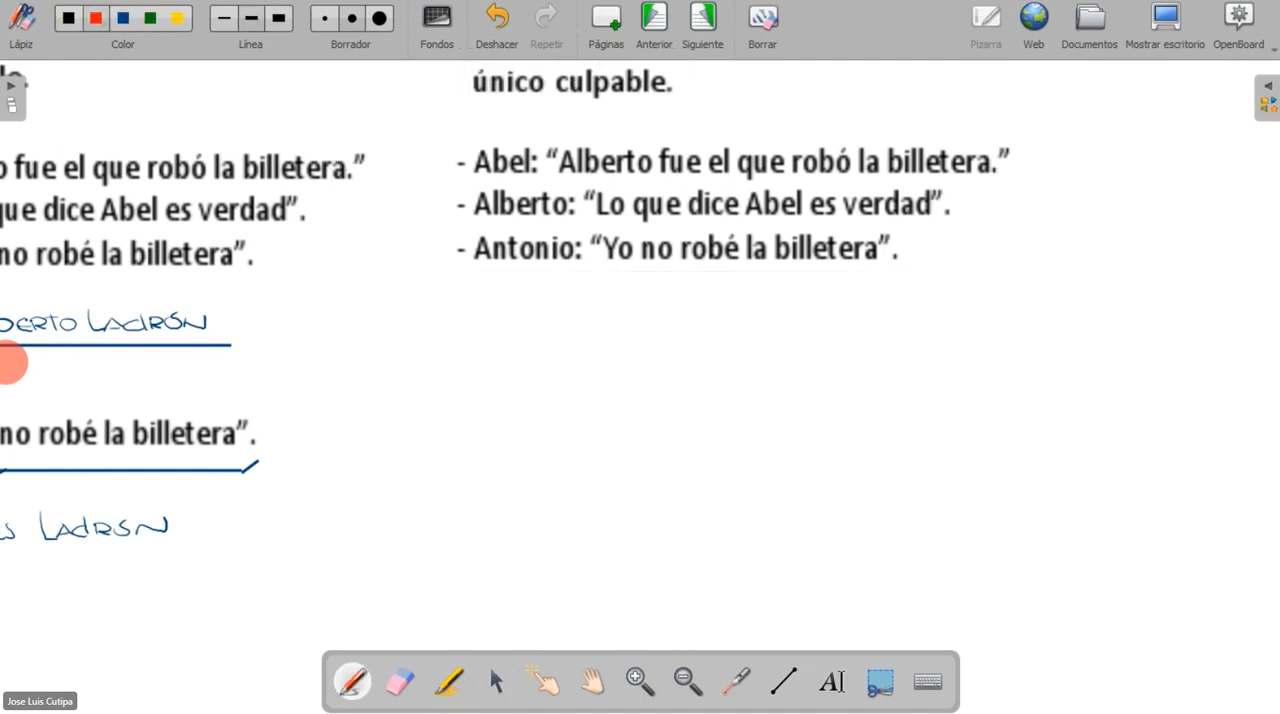 Lápiz
Color
Línea
Borrador
Fondos
Deshacer
Repetir
Páginas
Anterior
Siguiente
Borrar
Pizarra
Web
Documentos
Mostrar escritorio
OpenBoard
único culpable.
o fue el que robó la billetera.”
que dice Abel es verdad”.
no robé la billetera”.
- Abel: “Alberto fue el que robó la billetera.”
- Alberto: “Lo que dice Abel es verdad”.
- Antonio: “Yo no robé la billetera”.
BERTO LADRÓN
no robé la billetera”.
s LADRÓN
AI
Jose Luis Cutipa